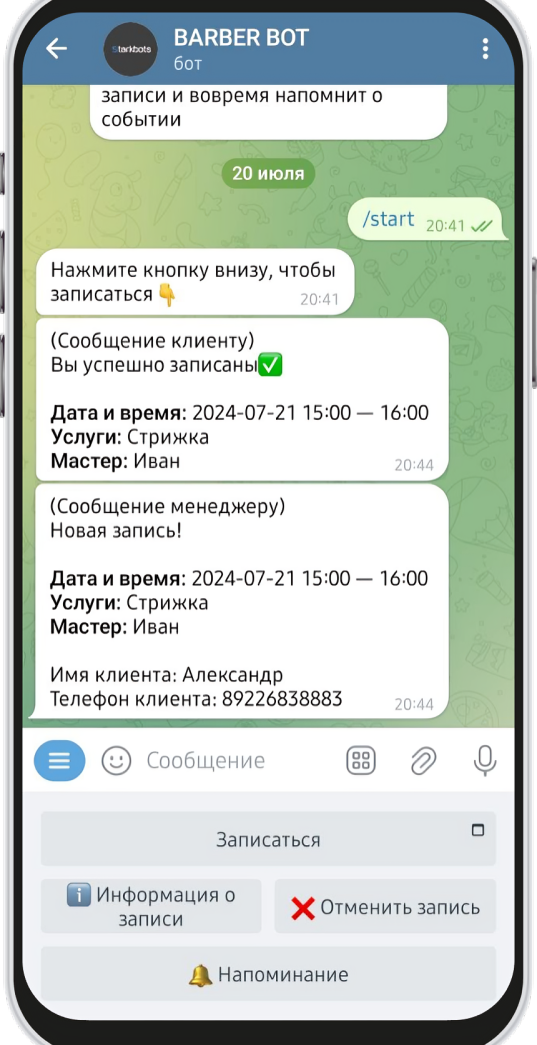 Starkbots
BARBER BOT
бот
записи и вовремя напомнит о
событии
20 июля
/start 20:41
Нажмите кнопку внизу, чтобы
записаться👇 20:41
(Сообщение клиенту)
Вы успешно записаны✅
Дата и время: 2024-07-21 15:00 — 16:00
Услуги: Стрижка
Мастер: Иван 20:44
(Сообщение менеджеру)
Новая запись!
Дата и время: 2024-07-21 15:00 — 16:00
Услуги: Стрижка
Мастер: Иван
Имя клиента: Александр
Телефон клиента: 89226838883 20:44
Сообщение
Записаться
ℹ️ Информация о
записи
❌ Отменить запись
🔔 Напоминание